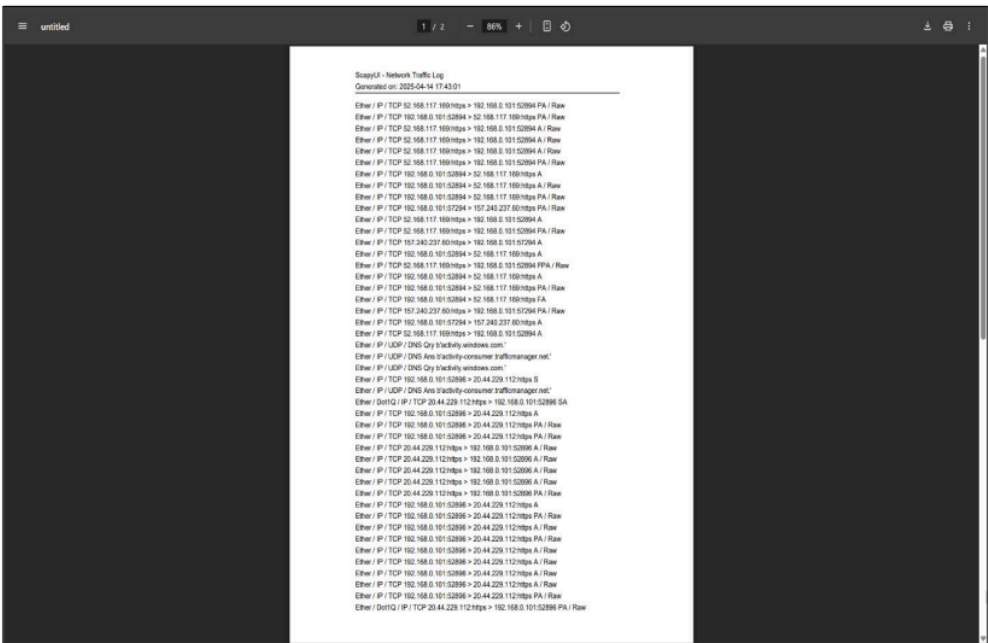 untitled
1 / 2
86%
ScapyUI - Network Traffic Log
Generated on: 2025-04-14 17:43:01
Ether / IP / TCP 52.168.117.169:https > 192.168.0.101:52894 PA / Raw
Ether / IP / TCP 192.168.0.101:52894 > 52.168.117.169:https PA / Raw
Ether / IP / TCP 52.168.117.169:https > 192.168.0.101:52894 A / Raw
Ether / IP / TCP 52.168.117.169:https > 192.168.0.101:52894 A / Raw
Ether / IP / TCP 52.168.117.169:https > 192.168.0.101:52894 A / Raw
Ether / IP / TCP 52.168.117.169:https > 192.168.0.101:52894 PA / Raw
Ether / IP / TCP 192.168.0.101:52894 > 52.168.117.169:https A
Ether / IP / TCP 192.168.0.101:52894 > 52.168.117.169:https A / Raw
Ether / IP / TCP 192.168.0.101:52894 > 52.168.117.169:https PA / Raw
Ether / IP / TCP 192.168.0.101:57294 > 157.240.237.60:https PA / Raw
Ether / IP / TCP 52.168.117.169:https > 192.168.0.101:52894 A
Ether / IP / TCP 52.168.117.169:https > 192.168.0.101:52894 PA / Raw
Ether / IP / TCP 157.240.237.60:https > 192.168.0.101:57294 A
Ether / IP / TCP 192.168.0.101:52894 > 52.168.117.169:https A
Ether / IP / TCP 52.168.117.169:https > 192.168.0.101:52894 FPA / Raw
Ether / IP / TCP 192.168.0.101:52894 > 52.168.117.169:https A
Ether / IP / TCP 192.168.0.101:52894 > 52.168.117.169:https PA / Raw
Ether / IP / TCP 192.168.0.101:52894 > 52.168.117.169:https FA
Ether / IP / TCP 157.240.237.60:https > 192.168.0.101:57294 PA / Raw
Ether / IP / TCP 192.168.0.101:57294 > 157.240.237.60:https A
Ether / IP / TCP 52.168.117.169:https > 192.168.0.101:52894 A
Ether / IP / UDP / DNS Qry b'activity.windows.com.'
Ether / IP / UDP / DNS Ans b'activity-consumer.trafficmanager.net.'
Ether / IP / UDP / DNS Qry b'activity.windows.com.'
Ether / IP / TCP 192.168.0.101:52896 > 20.44.229.112:https S
Ether / IP / UDP / DNS Ans b'activity-consumer.trafficmanager.net.'
Ether / Dot1Q / IP / TCP 20.44.229.112:https > 192.168.0.101:52896 SA
Ether / IP / TCP 192.168.0.101:52896 > 20.44.229.112:https A
Ether / IP / TCP 192.168.0.101:52896 > 20.44.229.112:https PA / Raw
Ether / IP / TCP 192.168.0.101:52896 > 20.44.229.112:https PA / Raw
Ether / IP / TCP 20.44.229.112:https > 192.168.0.101:52896 A / Raw
Ether / IP / TCP 20.44.229.112:https > 192.168.0.101:52896 A / Raw
Ether / IP / TCP 20.44.229.112:https > 192.168.0.101:52896 A / Raw
Ether / IP / TCP 20.44.229.112:https > 192.168.0.101:52896 A / Raw
Ether / IP / TCP 20.44.229.112:https > 192.168.0.101:52896 PA / Raw
Ether / IP / TCP 192.168.0.101:52896 > 20.44.229.112:https A
Ether / IP / TCP 192.168.0.101:52896 > 20.44.229.112:https PA / Raw
Ether / IP / TCP 192.168.0.101:52896 > 20.44.229.112:https A / Raw
Ether / IP / TCP 192.168.0.101:52896 > 20.44.229.112:https PA / Raw
Ether / IP / TCP 192.168.0.101:52896 > 20.44.229.112:https A / Raw
Ether / IP / TCP 192.168.0.101:52896 > 20.44.229.112:https A / Raw
Ether / IP / TCP 192.168.0.101:52896 > 20.44.229.112:https A / Raw
Ether / IP / TCP 192.168.0.101:52896 > 20.44.229.112:https A / Raw
Ether / IP / TCP 192.168.0.101:52896 > 20.44.229.112:https PA / Raw
Ether / Dot1Q / IP / TCP 20.44.229.112:https > 192.168.0.101:52896 PA / Raw